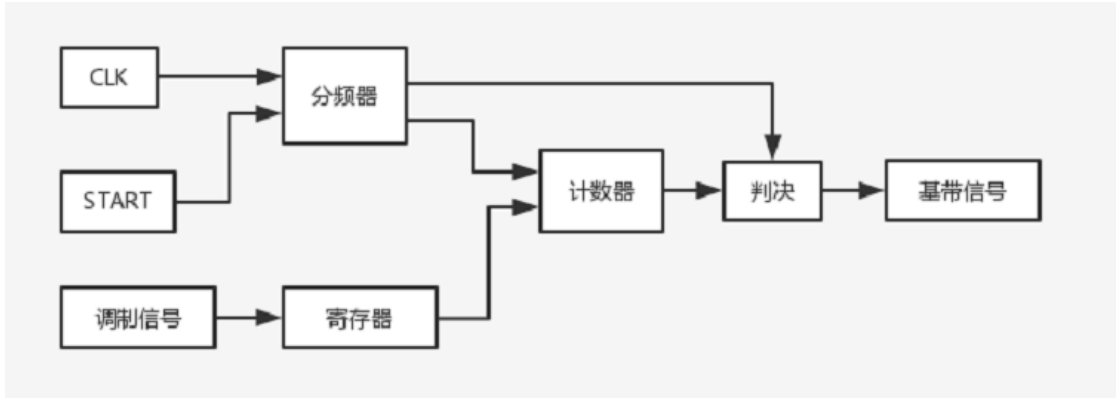 CLK
分频器
START
计数器
判决
基带信号
调制信号
寄存器